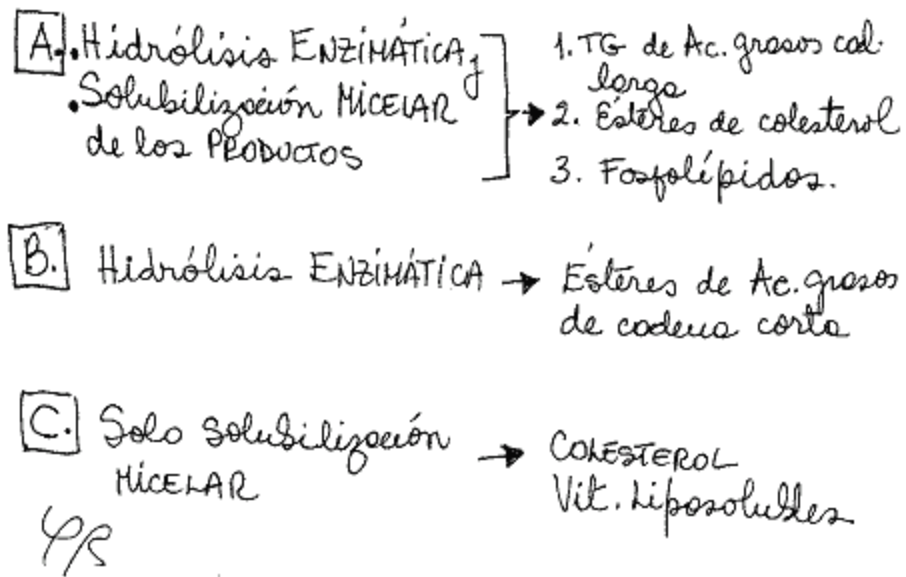 A. • Hidrólisis ENZIMÁTICA y
• Solubilización MICELAR
de los PRODUCTOS
1. TG de Ac. grasos cad.
larga
2. Ésteres de colesterol
3. Fosfolípidos.
B. Hidrólisis ENZIMÁTICA → Ésteres de Ac. grasos
de cadena corta
C. Solo solubilización
MICELAR
→ COLESTEROL
Vit. Liposolubles